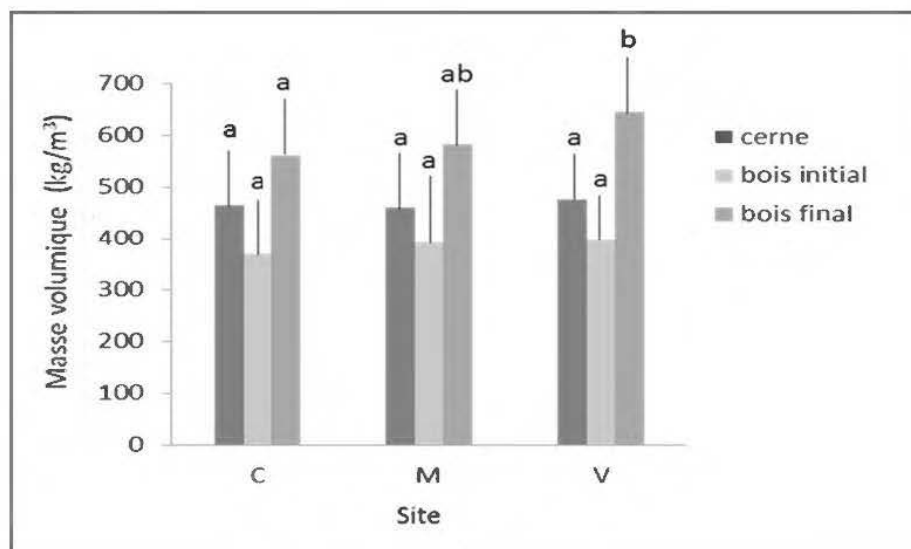 Masse volumique (kg/m³)
700
600
500
400
300
200
100
0
a
a
a
a
a
ab
a
a
b
C
M
V
Site
cerne
bois initial
bois final